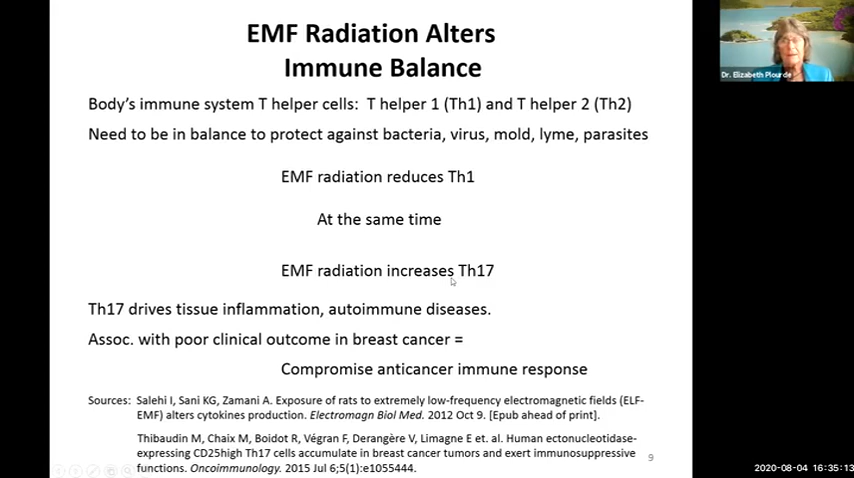 EMF Radiation Alters
Immune Balance
Dr. Elizabeth Plourde
Body's immune system T helper cells: T helper 1 (Th1) and T helper 2 (Th2)
Need to be in balance to protect against bacteria, virus, mold, lyme, parasites
EMF radiation reduces Th1
At the same time
EMF radiation increases Th17
Th17 drives tissue inflammation, autoimmune diseases.
Assoc. with poor clinical outcome in breast cancer =
Compromise anticancer immune response
Sources: Salehi I, Sani KG, Zamani A. Exposure of rats to extremely low-frequency electromagnetic fields (ELF-
EMF) alters cytokines production. Electromagn Biol Med. 2012 Oct 9. [Epub ahead of print].
Thibaudin M, Chaix M, Boidot R, Végran F, Derangère V, Limagne E et. al. Human ectonucleotidase-
expressing CD25high Th17 cells accumulate in breast cancer tumors and exert immunosuppressive
functions. Oncoimmunology. 2015 Jul 6;5(1):e1055444.
9
2020-08-04 16:35:13